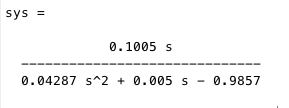 sys =
0.1005 s
------------------------------
0.04287 s^2 + 0.005 s - 0.9857